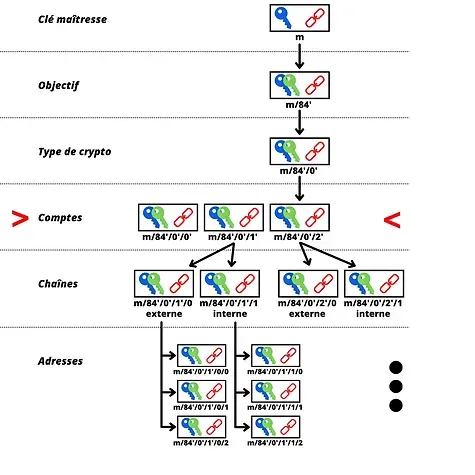 Clé maîtresse
m
Objectif
m/84'
Type de crypto
m/84'/0'
> Comptes <
m/84'/0'/0' m/84'/0'/1' m/84'/0'/2'
Chaînes
m/84'/0'/1'/0 m/84'/0'/1'/1 m/84'/0'/2'/0 m/84'/0'/2'/1
externe interne externe interne
Adresses
m/84'/0'/1'/0/0 m/84'/0'/1'/1/0
m/84'/0'/1'/0/1 m/84'/0'/1'/1/1
m/84'/0'/1'/0/2 m/84'/0'/1'/1/2